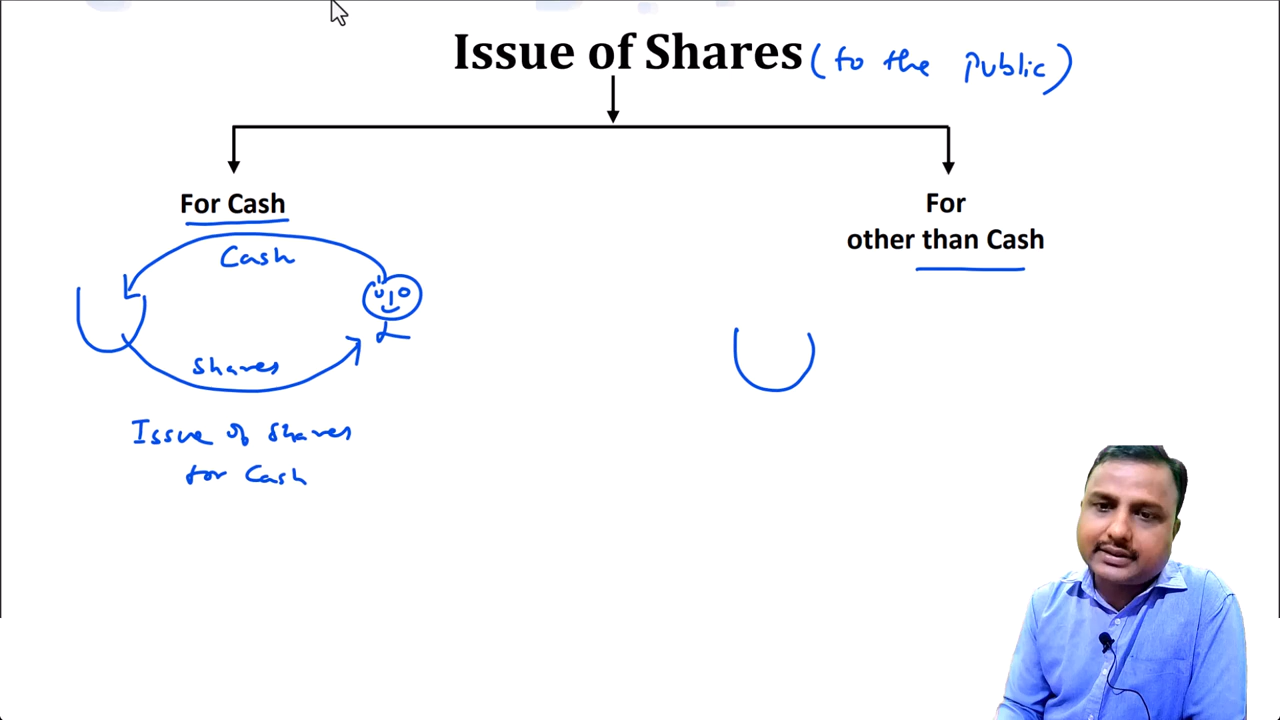 Issue of Shares (to the public)
For Cash
For
other than Cash
Cash
Shares
Issue of shares
for Cash